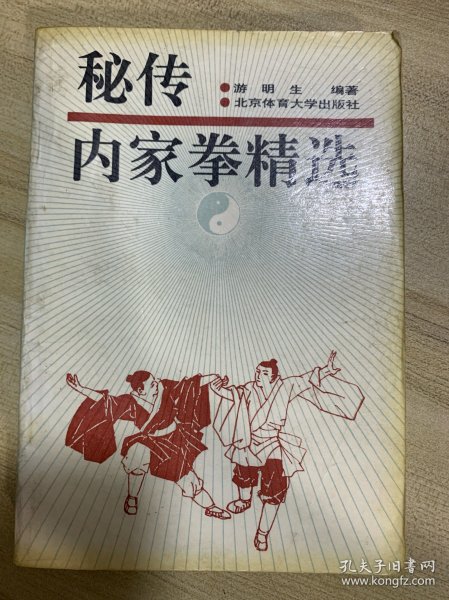 秘传
游明生 编著
北京体育大学出版社
内家拳精选
孔夫子旧书网
www.kongfz.com